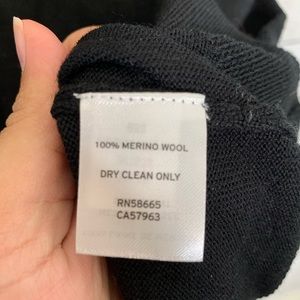 100% MERINO WOOL
DRY CLEAN ONLY
RN58665
CA57963